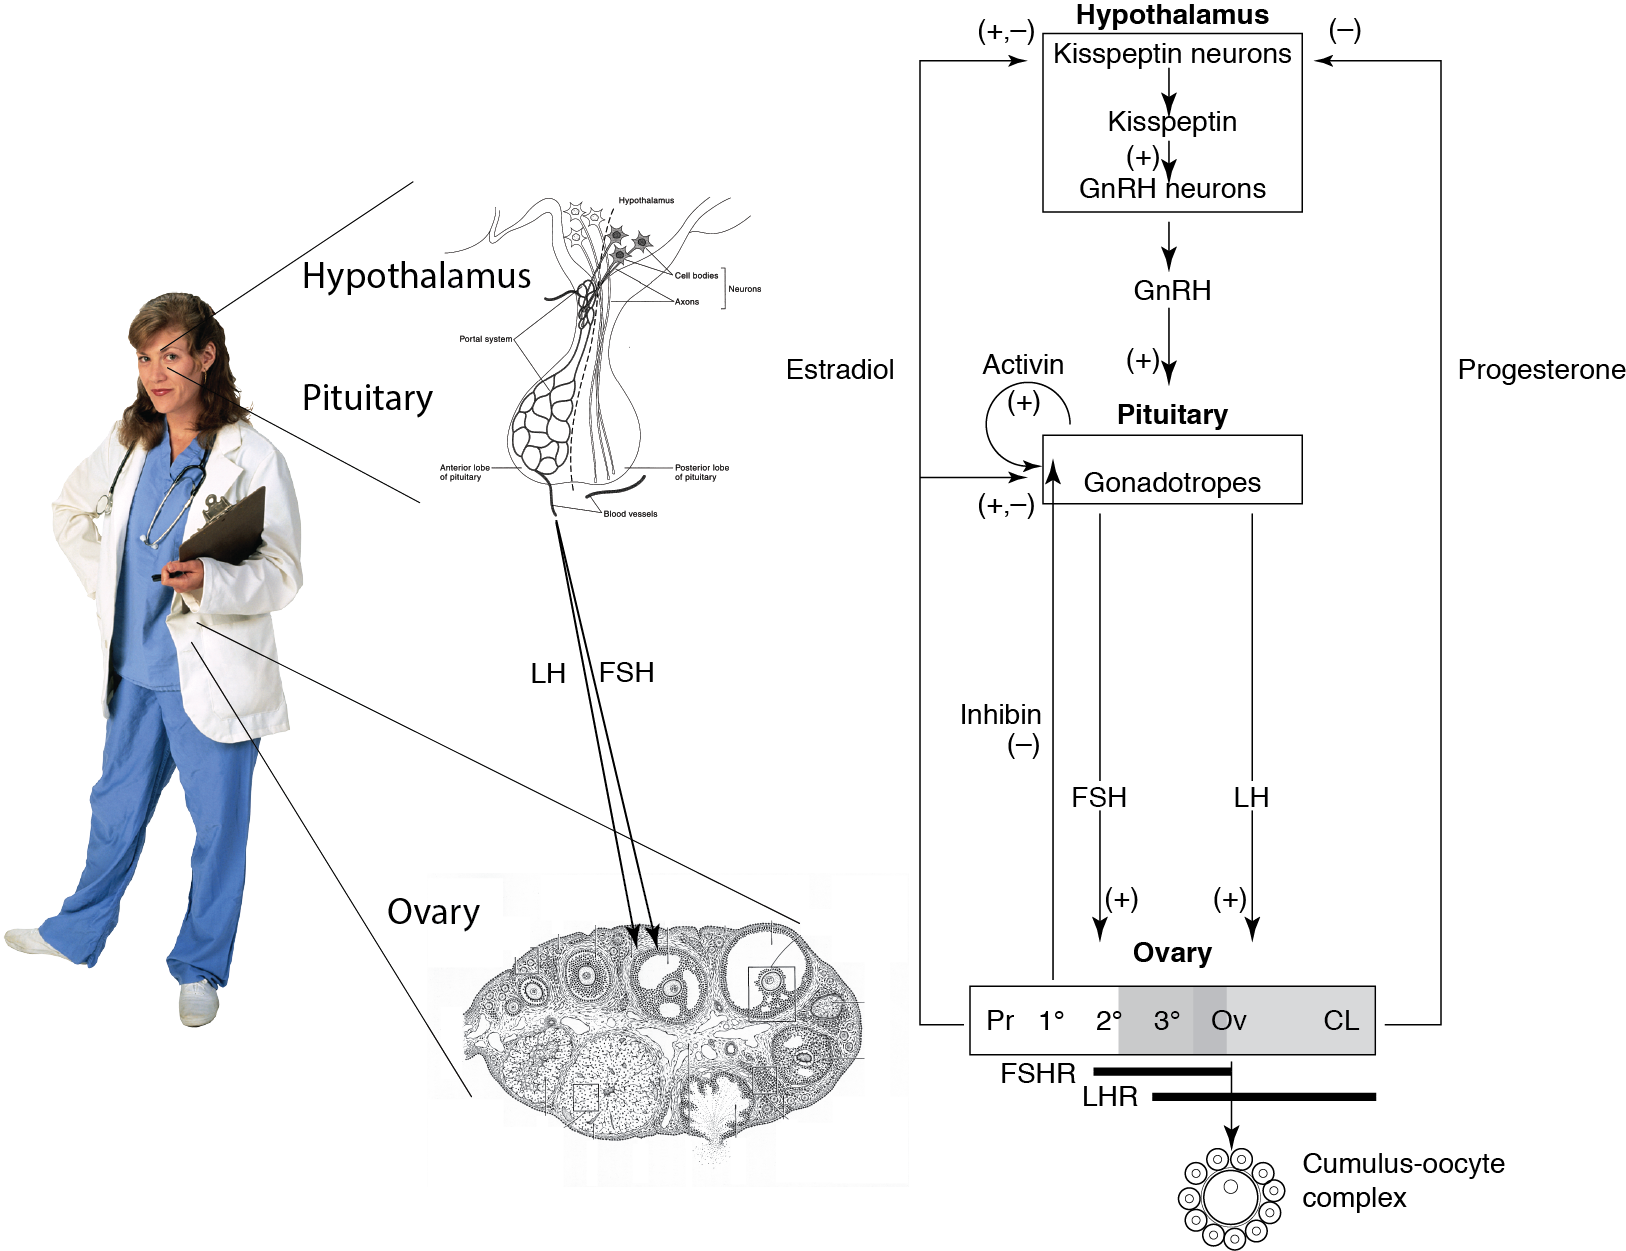 Hypothalamus
Pituitary
Ovary
Hypothalamus
Cell bodies
Neurons
Axons
Portal system
Anterior lobe
of pituitary
Posterior lobe
of pituitary
Blood vessels
LH
FSH
Hypothalamus
(+,–)
(–)
Kisspeptin neurons
Kisspeptin
(+)
GnRH neurons
GnRH
(+)
Estradiol
Progesterone
Activin
(+)
Pituitary
Gonadotropes
(+,–)
Inhibin
(–)
FSH
LH
(+)
(+)
Ovary
Pr 1° 2° 3° Ov CL
FSHR
LHR
Cumulus-oocyte
complex